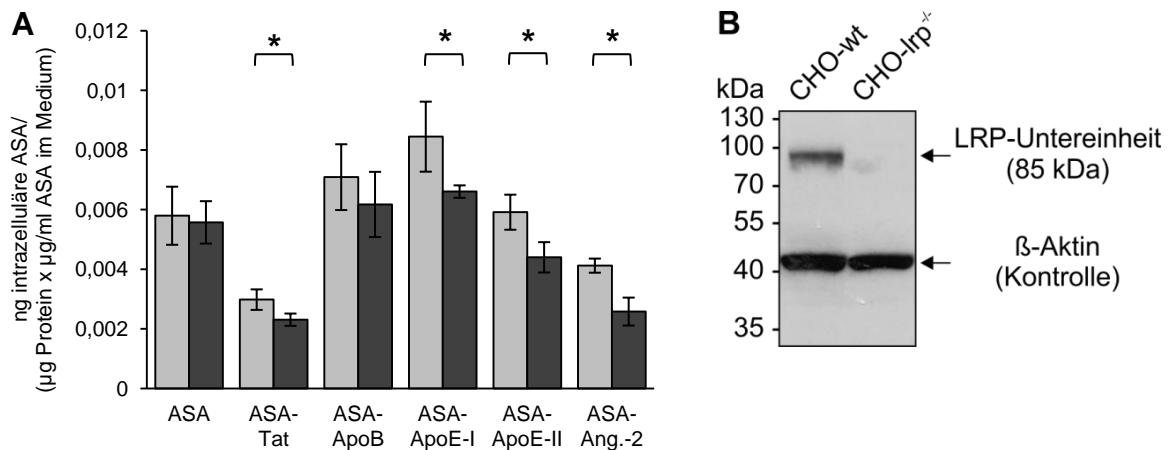 A
ng intrazelluläre ASA/
(µg Protein x µg/ml ASA im Medium)
0,012
0,01
0,008
0,006
0,004
0,002
0
*
*
*
*
ASA
ASA-
Tat
ASA-
ApoB
ASA-
ApoE-I
ASA-
ApoE-II
ASA-
Ang.-2
B
kDa
CHO-wt
CHO-lrp-/-
130
100
70
55
40
35
LRP-Untereinheit
(85 kDa)
ß-Aktin
(Kontrolle)